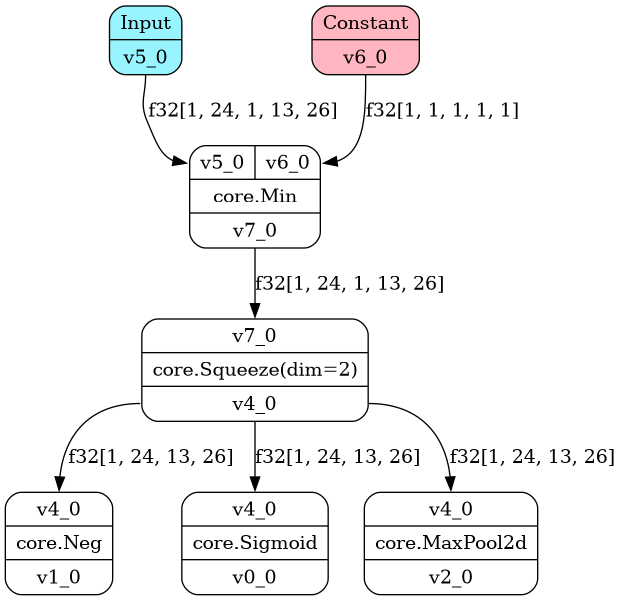 Input
v5_0
Constant
v6_0
f32[1, 24, 1, 13, 26]
f32[1, 1, 1, 1, 1]
v5_0 v6_0
core.Min
v7_0
f32[1, 24, 1, 13, 26]
v7_0
core.Squeeze(dim=2)
v4_0
f32[1, 24, 13, 26]
f32[1, 24, 13, 26]
f32[1, 24, 13, 26]
v4_0
core.Neg
v1_0
v4_0
core.Sigmoid
v0_0
v4_0
core.MaxPool2d
v2_0